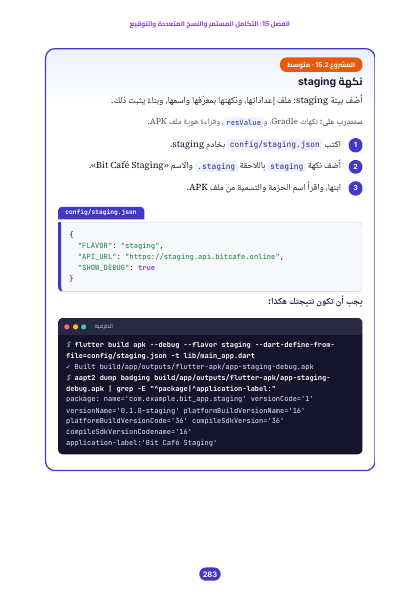 الفصل 15: التكامل المستمر والنسخ المتعددة والتوقيع
المشروع 15.2 · متوسط
نكهة staging
أضف بيئة staging: ملف إعداداتها، ونكهتها بمعرّفها واسمها، وبناءً يثبت ذلك.
ستتدرب على: نكهات Gradle، و resValue، وقراءة هوية ملف APK.
1 اكتب config/staging.json بخادم staging.
2 أضف نكهة staging باللاحقة .staging والاسم «Bit Café Staging».
3 ابنها، واقرأ اسم الحزمة والتسمية من ملف APK.
config/staging.json
{
"FLAVOR": "staging",
"API_URL": "https://staging.api.bitcafe.online",
"SHOW_DEBUG": true
}
يجب أن تكون نتيجتك هكذا:
الطرفية
$ flutter build apk --debug --flavor staging --dart-define-from-
file=config/staging.json -t lib/main_app.dart
✓ Built build/app/outputs/flutter-apk/app-staging-debug.apk
$ aapt2 dump badging build/app/outputs/flutter-apk/app-staging-
debug.apk | grep -E "^package|^application-label:"
package: name='com.example.bit_app.staging' versionCode='1'
versionName='0.1.0-staging' platformBuildVersionName='16'
platformBuildVersionCode='36' compileSdkVersion='36'
compileSdkVersionCodename='16'
application-label:'Bit Café Staging'
283